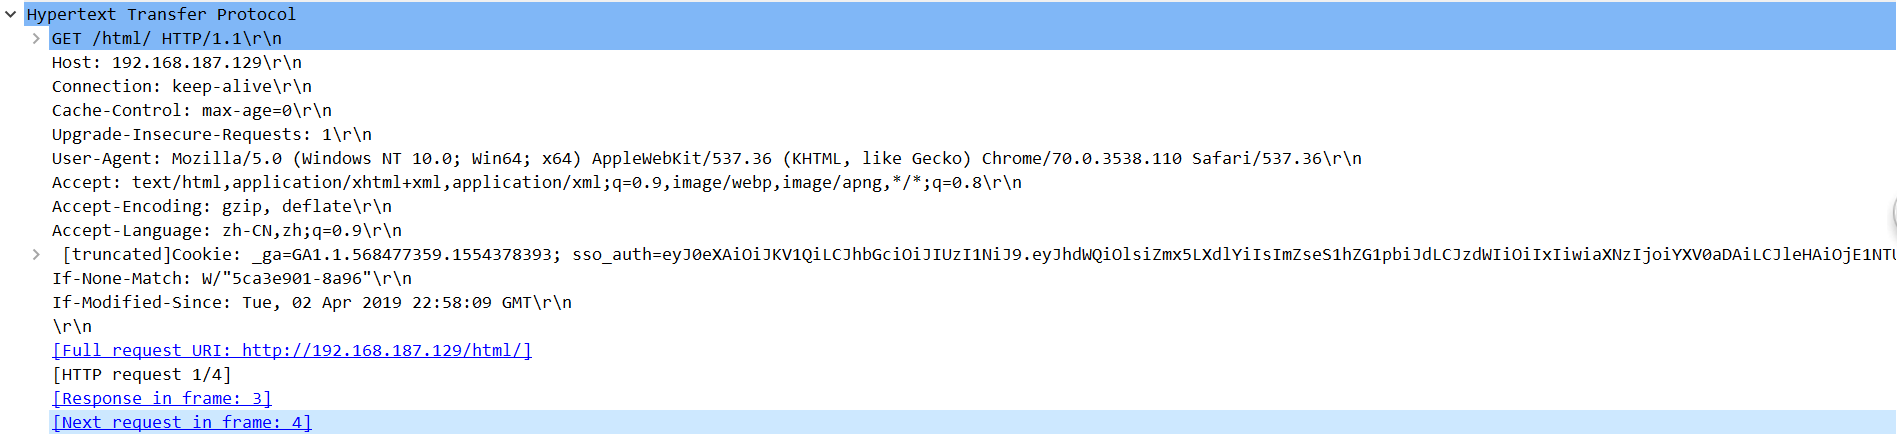 Hypertext Transfer Protocol
GET /html/ HTTP/1.1\r\n
Host: 192.168.187.129\r\n
Connection: keep-alive\r\n
Cache-Control: max-age=0\r\n
Upgrade-Insecure-Requests: 1\r\n
User-Agent: Mozilla/5.0 (Windows NT 10.0; Win64; x64) AppleWebKit/537.36 (KHTML, like Gecko) Chrome/70.0.3538.110 Safari/537.36\r\n
Accept: text/html,application/xhtml+xml,application/xml;q=0.9,image/webp,image/apng,*/*;q=0.8\r\n
Accept-Encoding: gzip, deflate\r\n
Accept-Language: zh-CN,zh;q=0.9\r\n
[truncated]Cookie: _ga=GA1.1.568477359.1554378393; sso_auth=eyJ0eXAiOiJKV1QiLCJhbGciOiJIUzI1NiJ9.eyJhdWQiOlsiZmx5LXdlYiIsImZseS1hZG1pbiJdLCJzdWIiOiIxIiwiaXNzIjoiYXV0aDAiLCJleHAiOjE1NTU
If-None-Match: W/"5ca3e901-8a96"\r\n
If-Modified-Since: Tue, 02 Apr 2019 22:58:09 GMT\r\n
\r\n
[Full request URI: http://192.168.187.129/html/]
[HTTP request 1/4]
[Response in frame: 3]
[Next request in frame: 4]